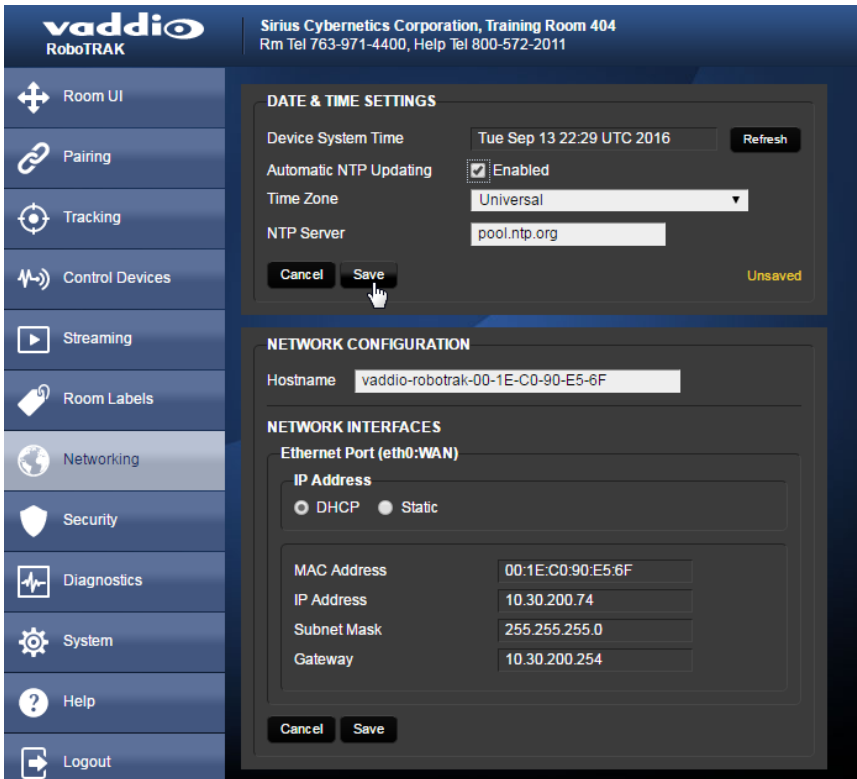 vaddio
RoboTRAK
Sirius Cybernetics Corporation, Training Room 404
Rm Tel 763-971-4400, Help Tel 800-572-2011
Room UI
Pairing
Tracking
Control Devices
Streaming
Room Labels
Networking
Security
Diagnostics
System
Help
Logout
DATE & TIME SETTINGS
Device System Time Tue Sep 13 22:29 UTC 2016 Refresh
Automatic NTP Updating Enabled
Time Zone Universal
NTP Server pool.ntp.org
Cancel Save Unsaved
NETWORK CONFIGURATION
Hostname vaddio-robotrak-00-1E-C0-90-E5-6F
NETWORK INTERFACES
Ethernet Port (eth0:WAN)
IP Address
DHCP Static
MAC Address 00:1E:C0:90:E5:6F
IP Address 10.30.200.74
Subnet Mask 255.255.255.0
Gateway 10.30.200.254
Cancel Save